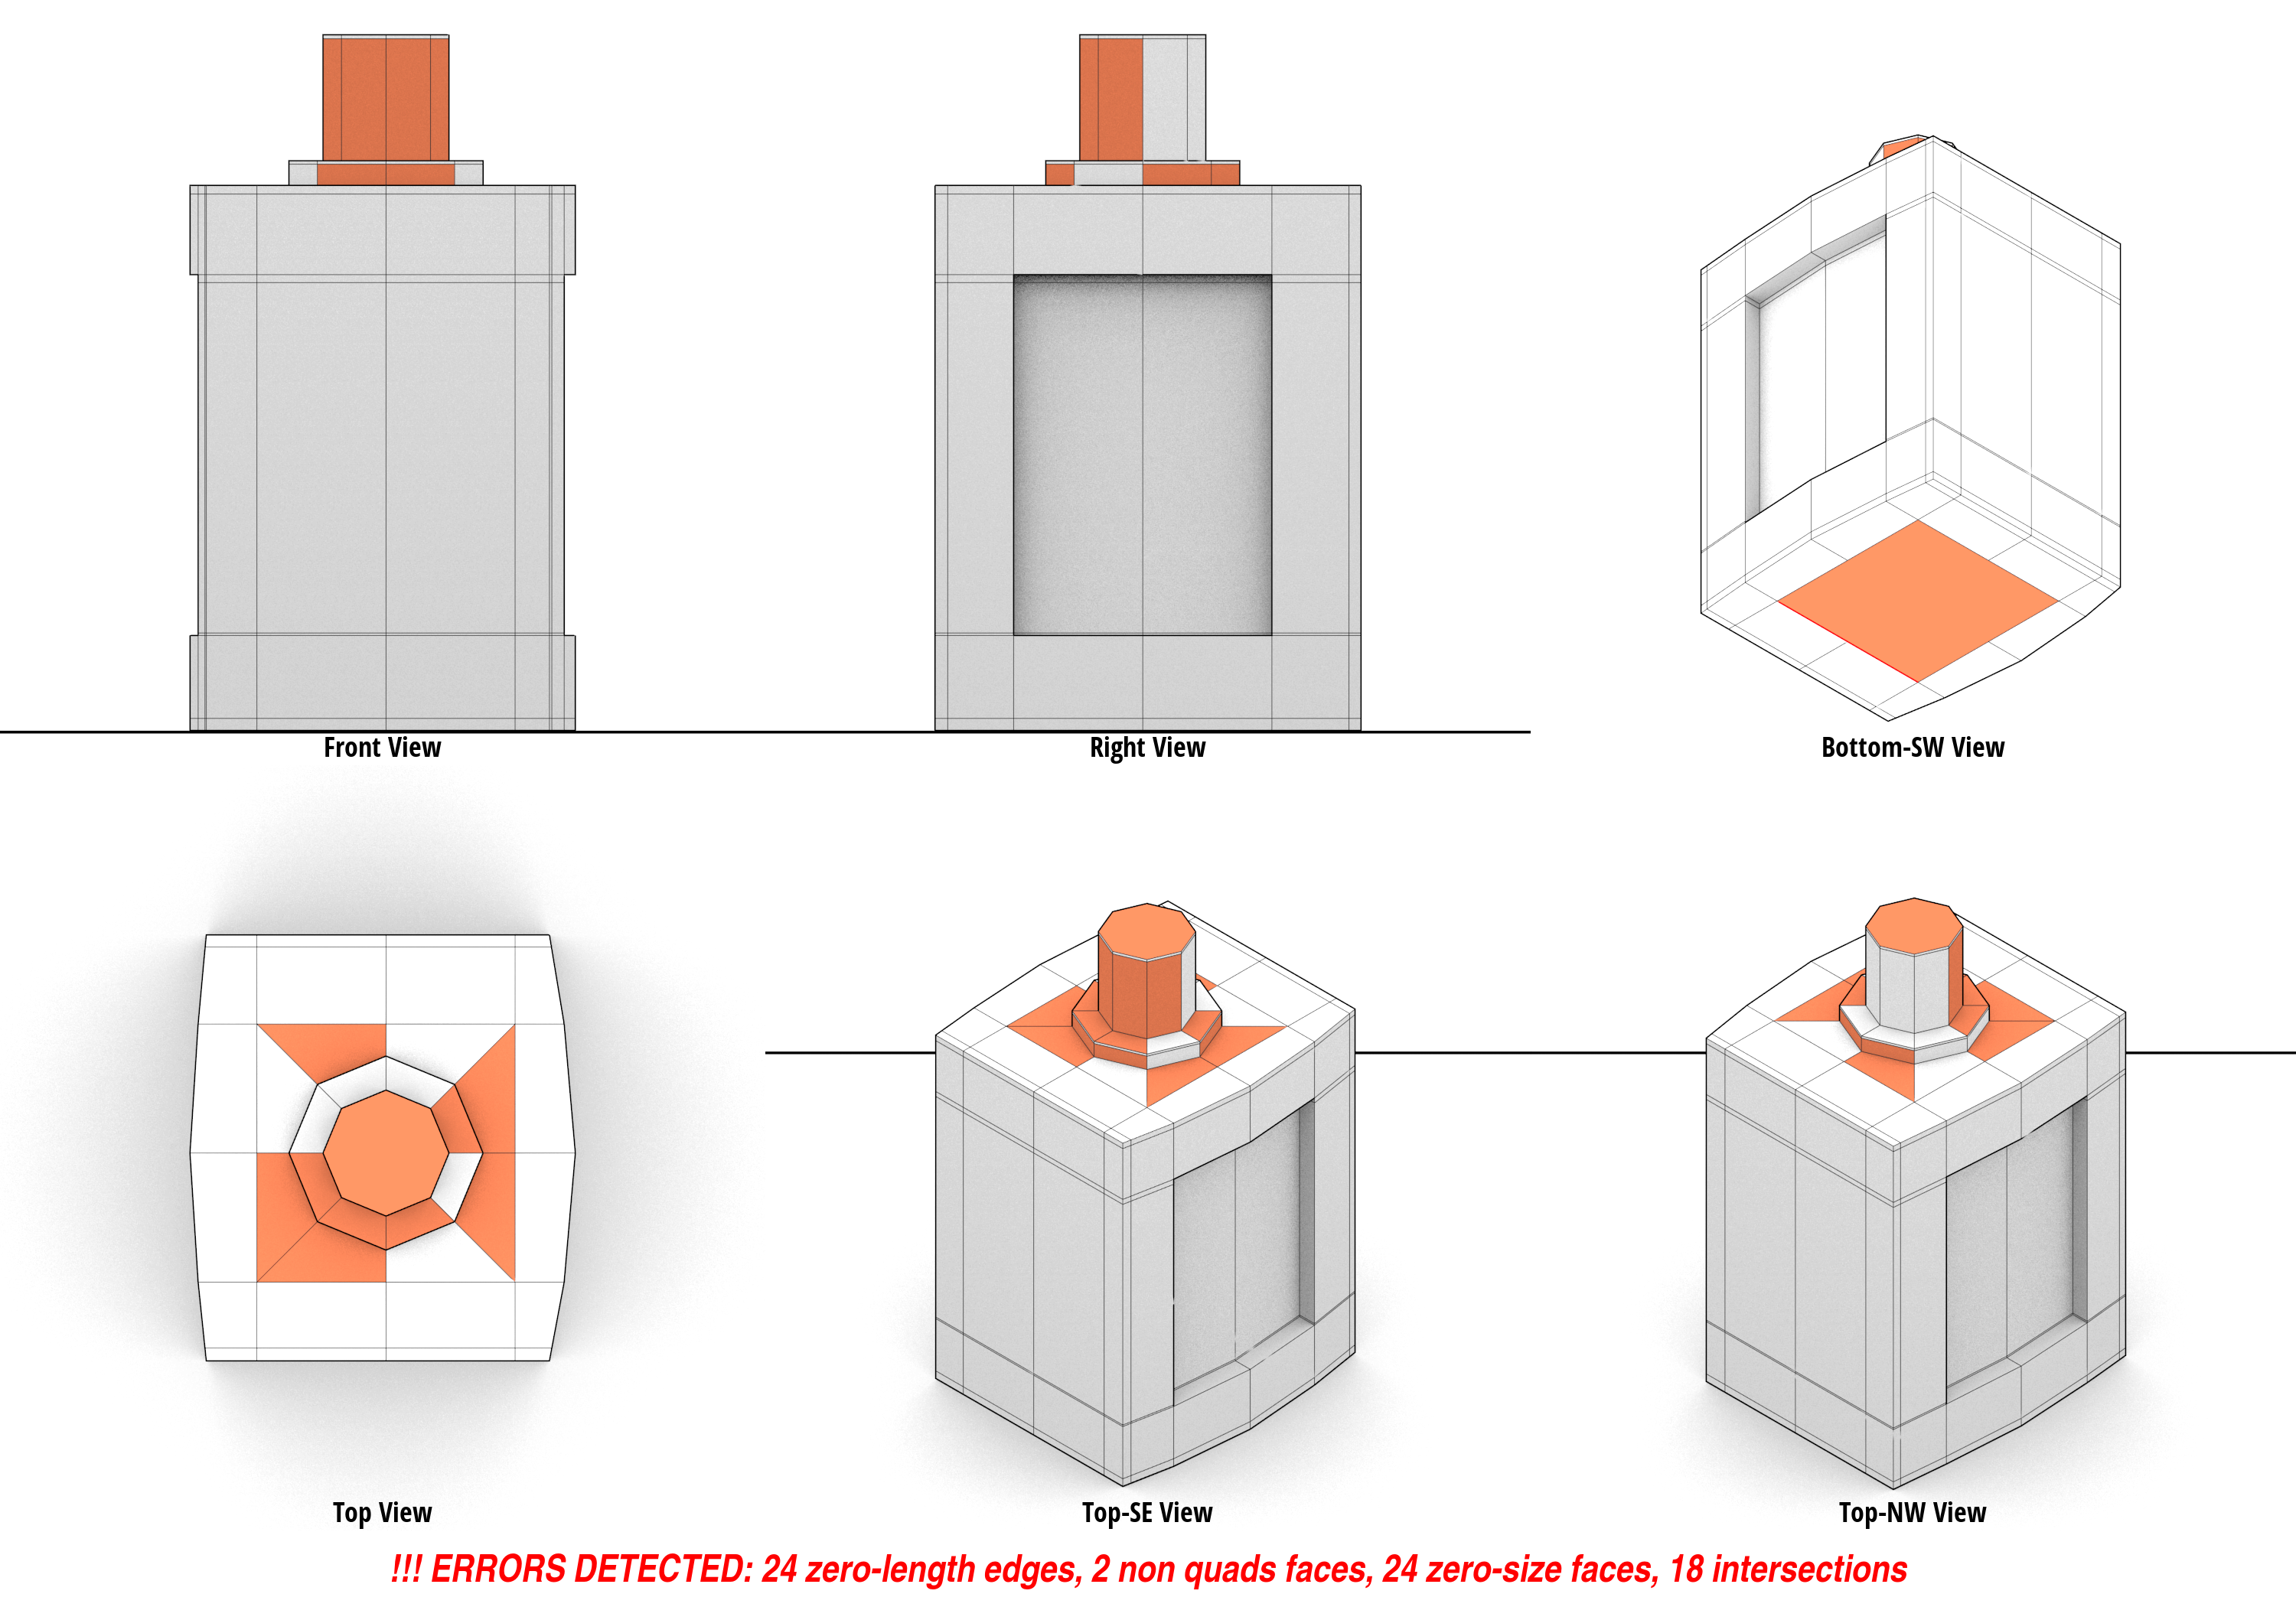 Front View
Right View
Bottom-SW View
Top View
Top-SE View
Top-NW View
!!! ERRORS DETECTED: 24 zero-length edges, 2 non quads faces, 24 zero-size faces, 18 intersections